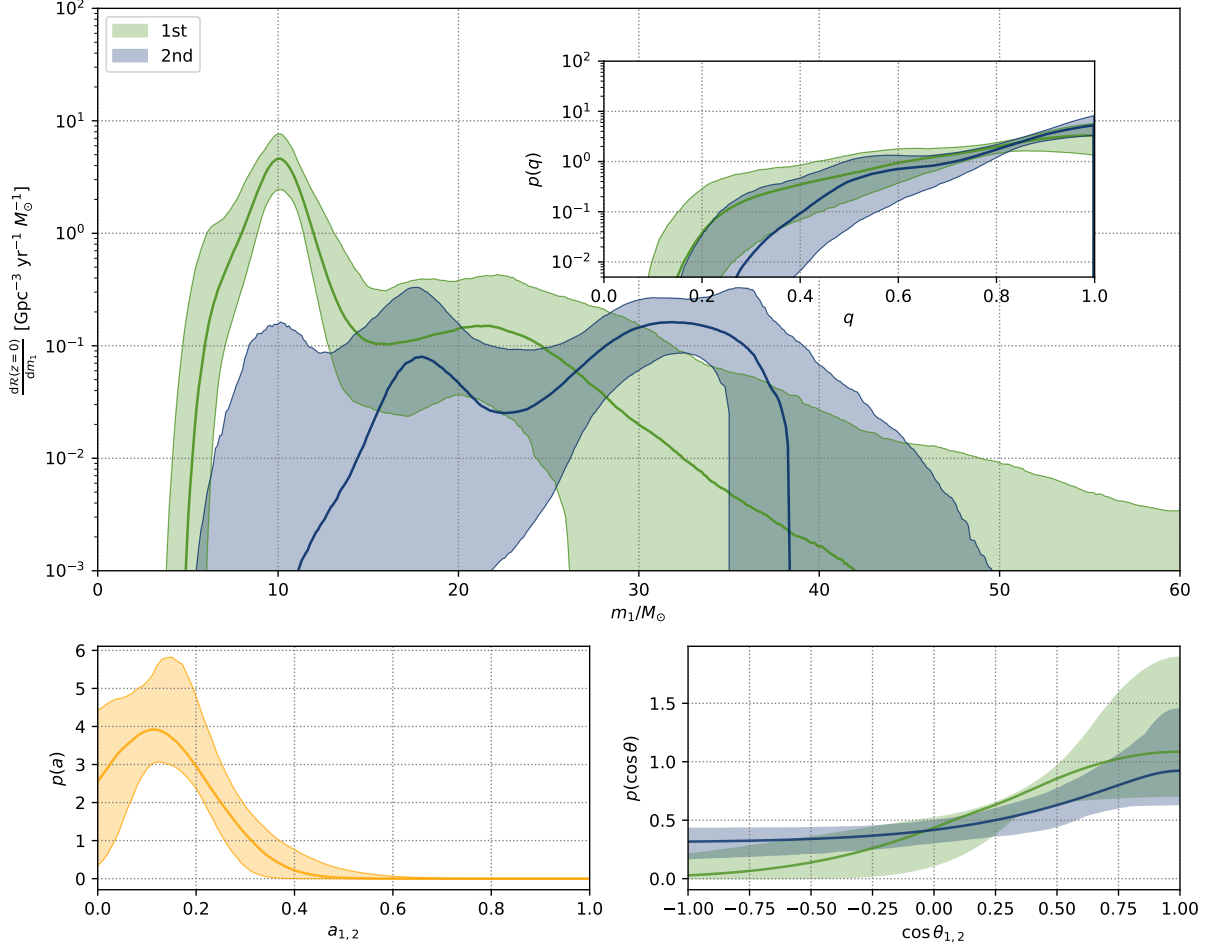 1st
2nd
10²
10¹
10⁰
10⁻¹
10⁻²
10⁻³
dR(z=0)/dm₁ [Gpc⁻³ yr⁻¹ M⊙⁻¹]
0 10 20 30 40 50 60
m₁/M⊙
10²
10¹
10⁰
10⁻¹
10⁻²
p(q)
0.0 0.2 0.4 0.6 0.8 1.0
q
6
5
4
3
2
1
0
p(a)
0.0 0.2 0.4 0.6 0.8 1.0
a₁,₂
1.5
1.0
0.5
0.0
p(cos θ)
−1.00 −0.75 −0.50 −0.25 0.00 0.25 0.50 0.75 1.00
cos θ₁,₂